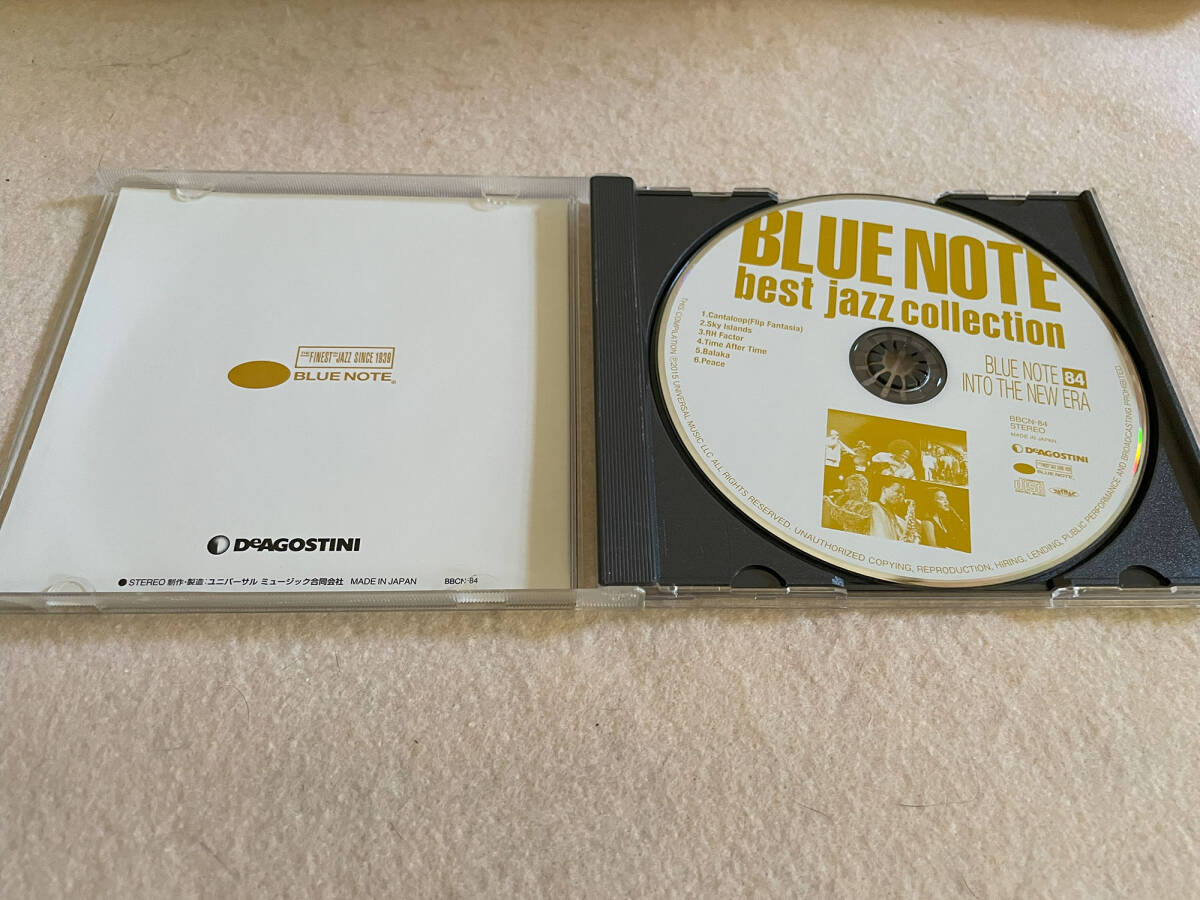 THE FINEST IN JAZZ SINCE 1939
BLUE NOTE®
DeAGOSTINI
●STEREO 制作・製造：ユニバーサル ミュージック合同会社 MADE IN JAPAN BBCN-84
BLUE NOTE
best jazz collection
1.Cantaloop(Flip Fantasia)
2.Sky Islands
3.RH Factor
4.Time After Time
5.Balaka
6.Peace
BLUE NOTE 84
INTO THE NEW ERA
BBCN-84
STEREO
MADE IN JAPAN
DeAGOSTINI
BLUE NOTE
THIS COMPILATION ℗2015 UNIVERSAL MUSIC LLC ALL RIGHTS RESERVED. UNAUTHORIZED COPYING, REPRODUCTION, HIRING, LENDING, PUBLIC PERFORMANCE AND BROADCASTING PROHIBITED.